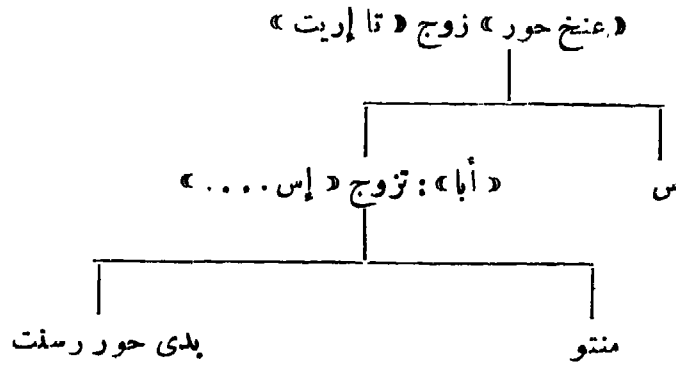 « عنخ حور » زوج « تا إريت »
« أبا » : تزوج « إس .... »
منتو بدى حور رسنت